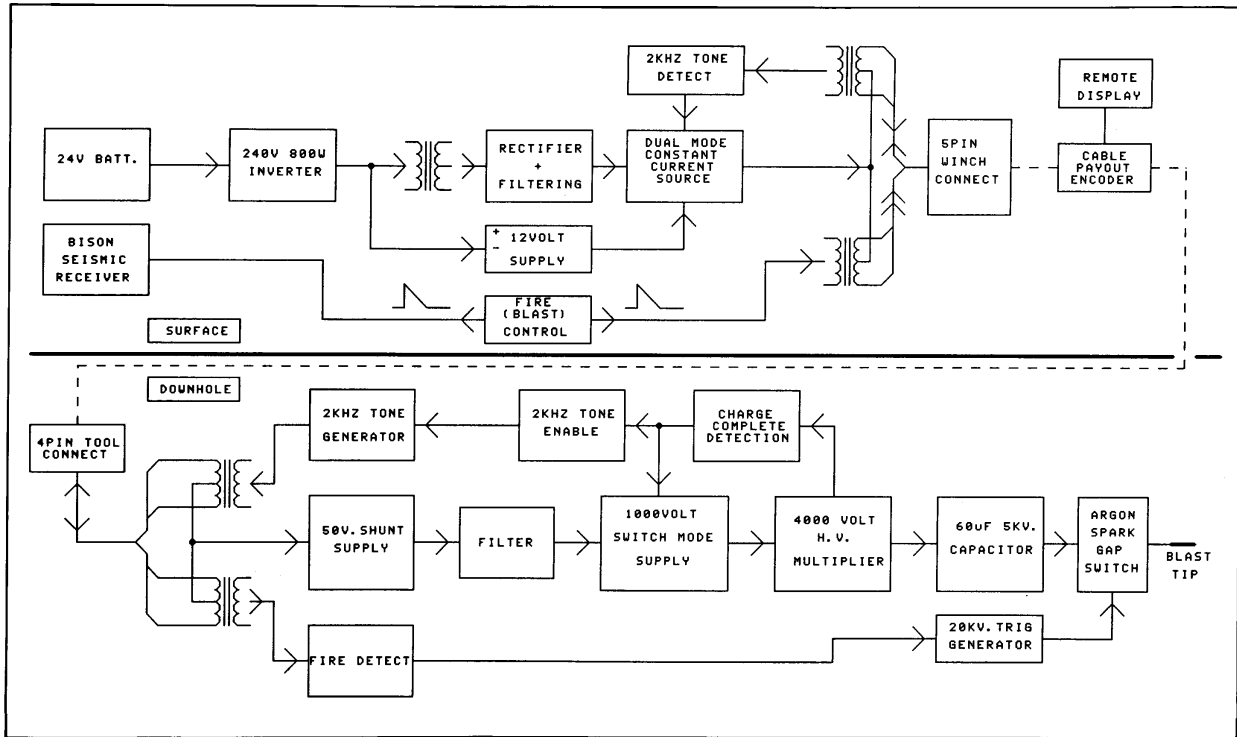 2KHZ TONE
DETECT
REMOTE
DISPLAY
24V BATT.
240V 800W
INVERTER
RECTIFIER
+
FILTERING
DUAL MODE
CONSTANT
CURRENT
SOURCE
5PIN
WINCH
CONNECT
CABLE
PAYOUT
ENCODER
BISON
SEISMIC
RECEIVER
+
-
12VOLT
SUPPLY
FIRE
(BLAST)
CONTROL
SURFACE
DOWNHOLE
4PIN TOOL
CONNECT
2KHZ TONE
GENERATOR
2KHZ TONE
ENABLE
CHARGE
COMPLETE
DETECTION
50V. SHUNT
SUPPLY
FILTER
1000VOLT
SWITCH MODE
SUPPLY
4000 VOLT
H.V.
MULTIPLIER
60uF 5KV.
CAPACITOR
ARGON
SPARK
GAP
SWITCH
BLAST
TIP
FIRE DETECT
20KV. TRIG
GENERATOR